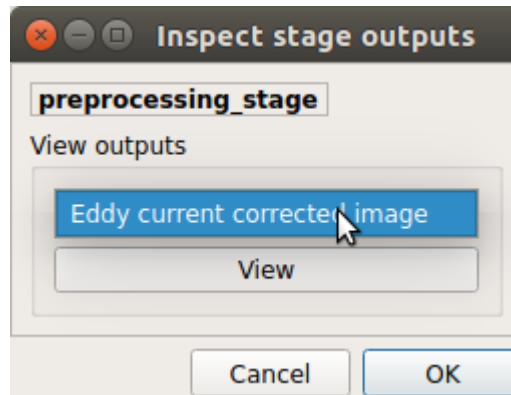 Inspect stage outputs
preprocessing_stage
View outputs
Eddy current corrected image
View
Cancel OK